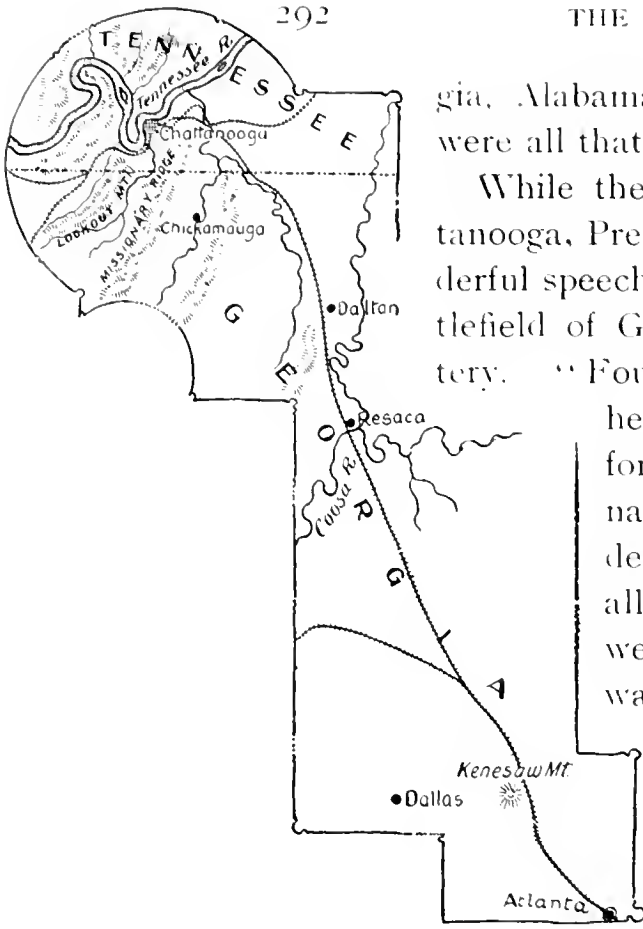 292 THE
TENNESSEE
Tennessee R.
Chattanooga
LOOKOUT MTN
MISSIONARY RIDGE
Chickamauga
Daltan
GEORGIA
Resaca
Coosa R.
Kenesaw Mt.
Dallas
Atlanta
gia, Alabama
were all that
While the
tanooga, Pre
derful speech
tlefield of G
tery. “Fou
he
for
na
de
all
we
wa